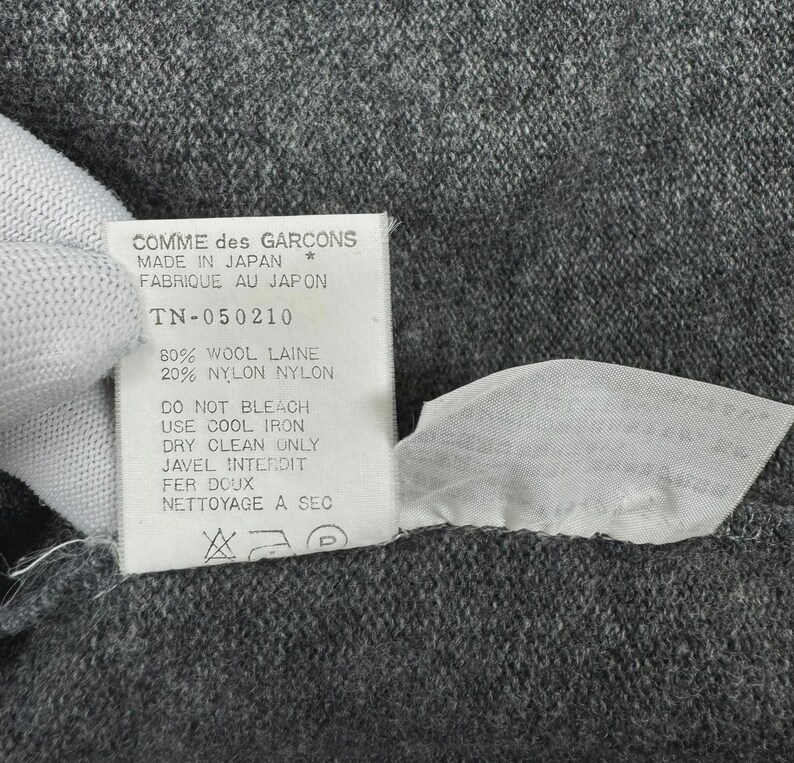 COMME des GARCONS
MADE IN JAPAN *
FABRIQUE AU JAPON
TN-050210
80% WOOL LAINE
20% NYLON NYLON
DO NOT BLEACH
USE COOL IRON
DRY CLEAN ONLY
JAVEL INTERDIT
FER DOUX
NETTOYAGE A SEC
P